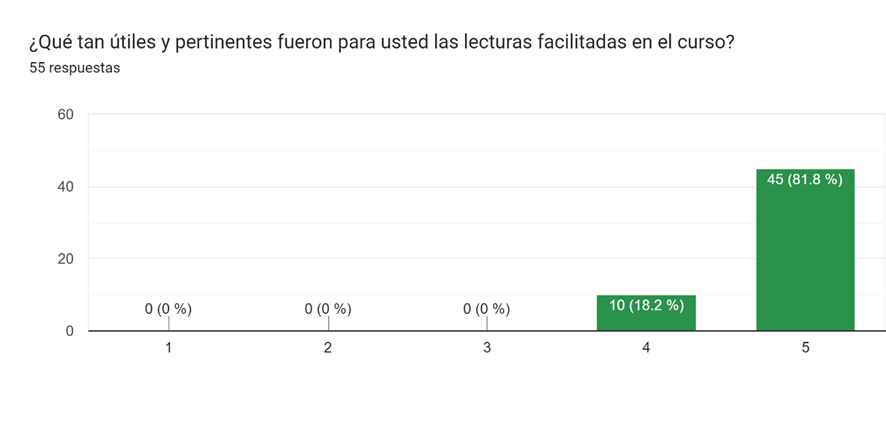 ¿Qué tan útiles y pertinentes fueron para usted las lecturas facilitadas en el curso?
55 respuestas
60
40
20
0
0 (0 %)
0 (0 %)
0 (0 %)
10 (18.2 %)
45 (81.8 %)
1
2
3
4
5